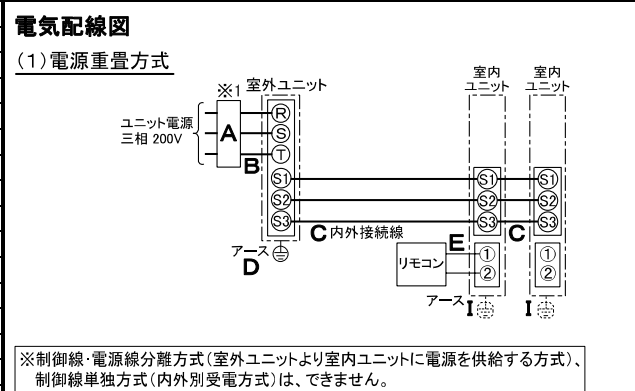 電気配線図
(1)電源重畳方式
※1 室外ユニット
室内
ユニット
室内
ユニット
ユニット電源
三相 200V
A
R
S
T
B
S1
S2
S3
S1
S2
S3
S1
S2
S3
C 内外接続線
C
アース
D
E
リモコン
①
②
①
②
アース
I
I
※制御線・電源線分離方式(室外ユニットより室内ユニットに電源を供給する方式)、
制御線単独方式(内外別受電方式)は、できません。